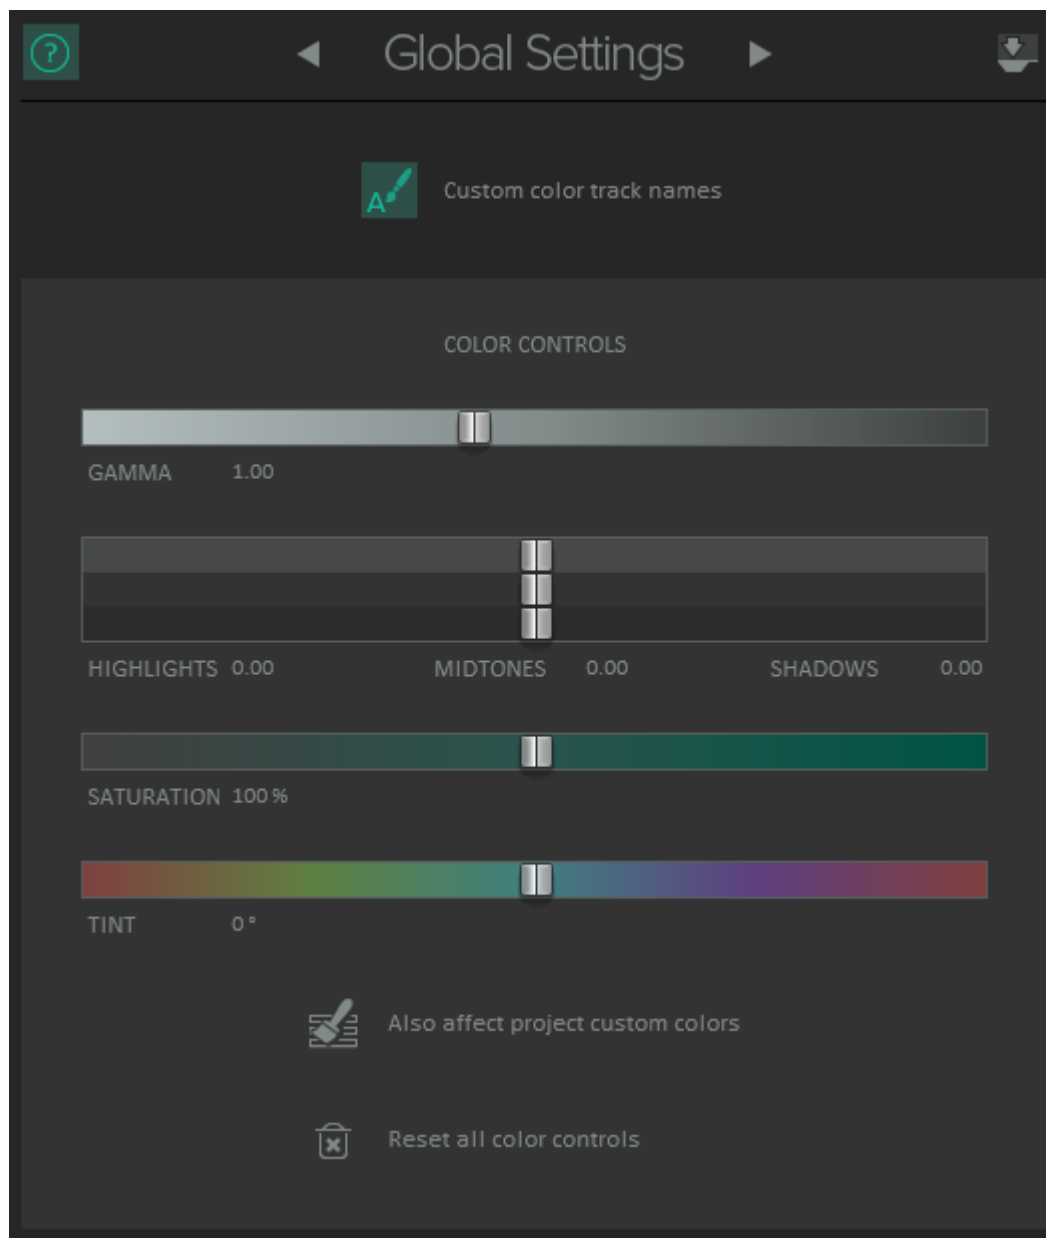 ?
Global Settings
A
Custom color track names
COLOR CONTROLS
GAMMA 1.00
HIGHLIGHTS 0.00 MIDTONES 0.00 SHADOWS 0.00
SATURATION 100 %
TINT 0 °
Also affect project custom colors
Reset all color controls